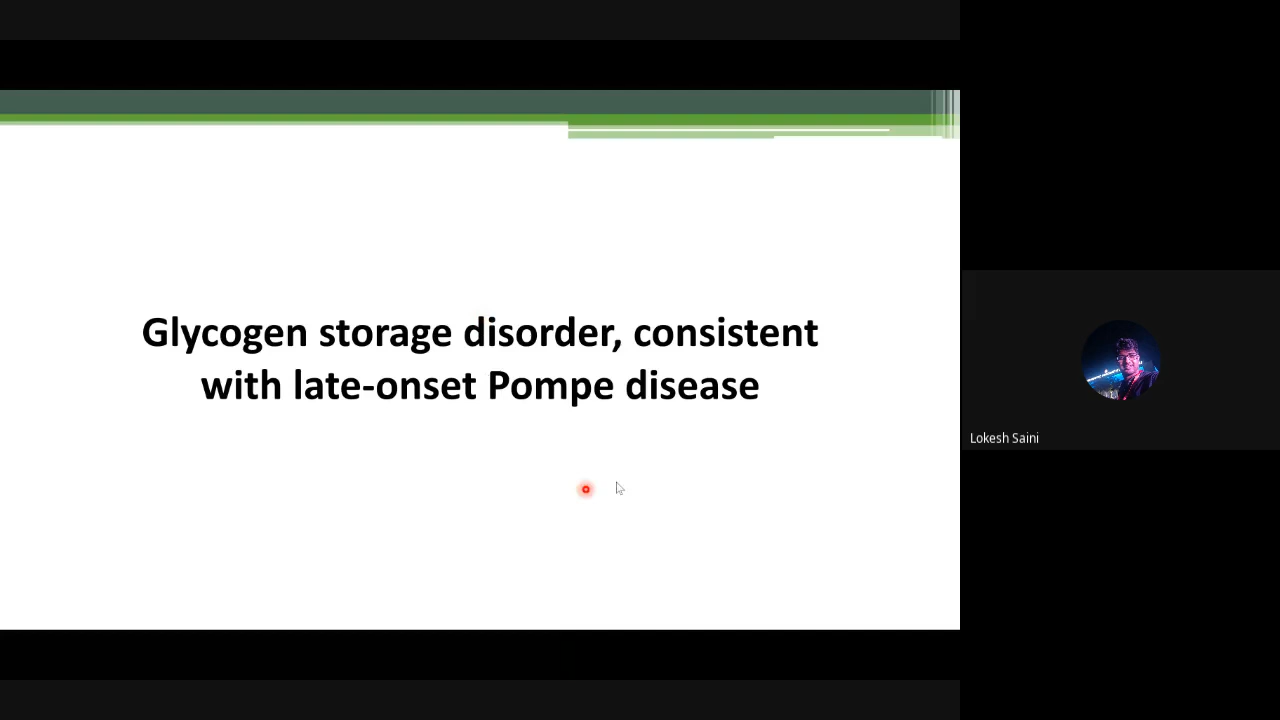 Glycogen storage disorder, consistent
with late-onset Pompe disease
Lokesh Saini